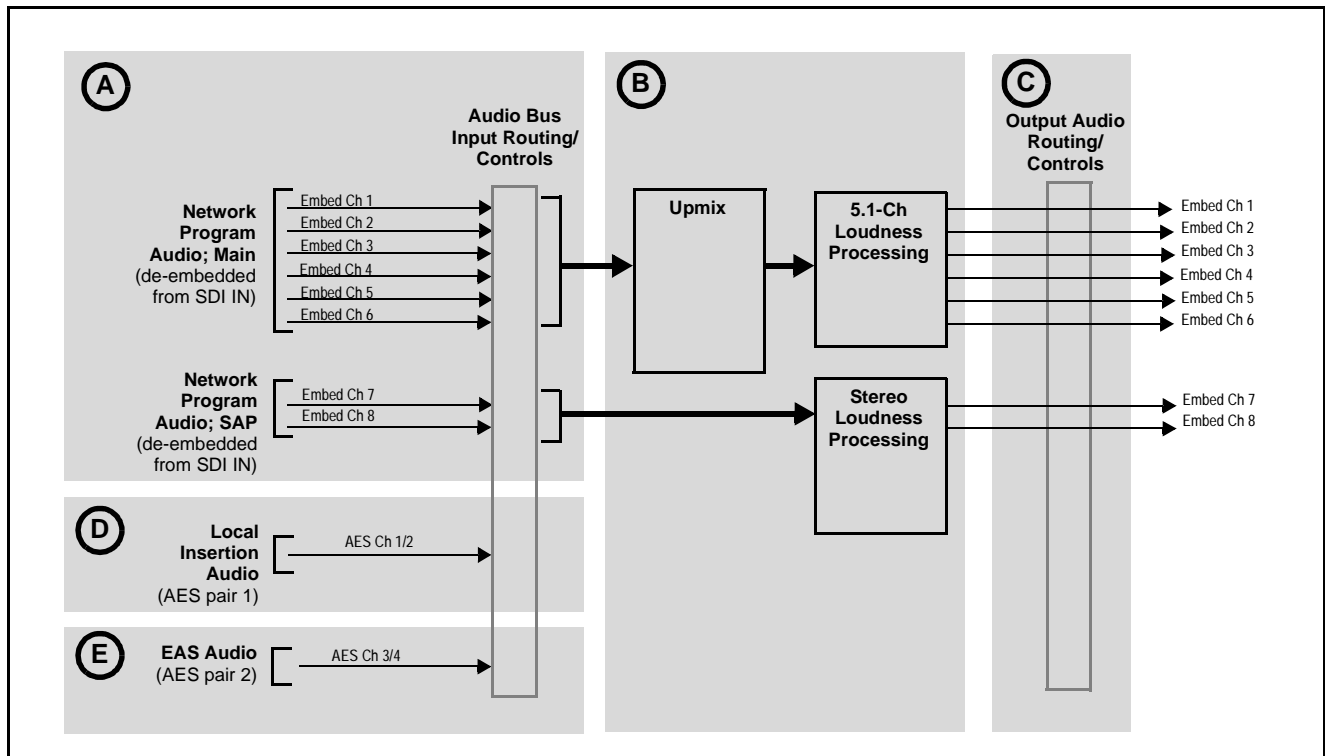 A
Audio Bus
Input Routing/
Controls
Network
Program
Audio; Main
(de-embedded
from SDI IN)
Embed Ch 1
Embed Ch 2
Embed Ch 3
Embed Ch 4
Embed Ch 5
Embed Ch 6
Network
Program
Audio; SAP
(de-embedded
from SDI IN)
Embed Ch 7
Embed Ch 8
D
Local
Insertion
Audio
(AES pair 1)
AES Ch 1/2
E
EAS Audio
(AES pair 2)
AES Ch 3/4
B
Upmix
5.1-Ch
Loudness
Processing
Stereo
Loudness
Processing
C
Output Audio
Routing/
Controls
Embed Ch 1
Embed Ch 2
Embed Ch 3
Embed Ch 4
Embed Ch 5
Embed Ch 6
Embed Ch 7
Embed Ch 8